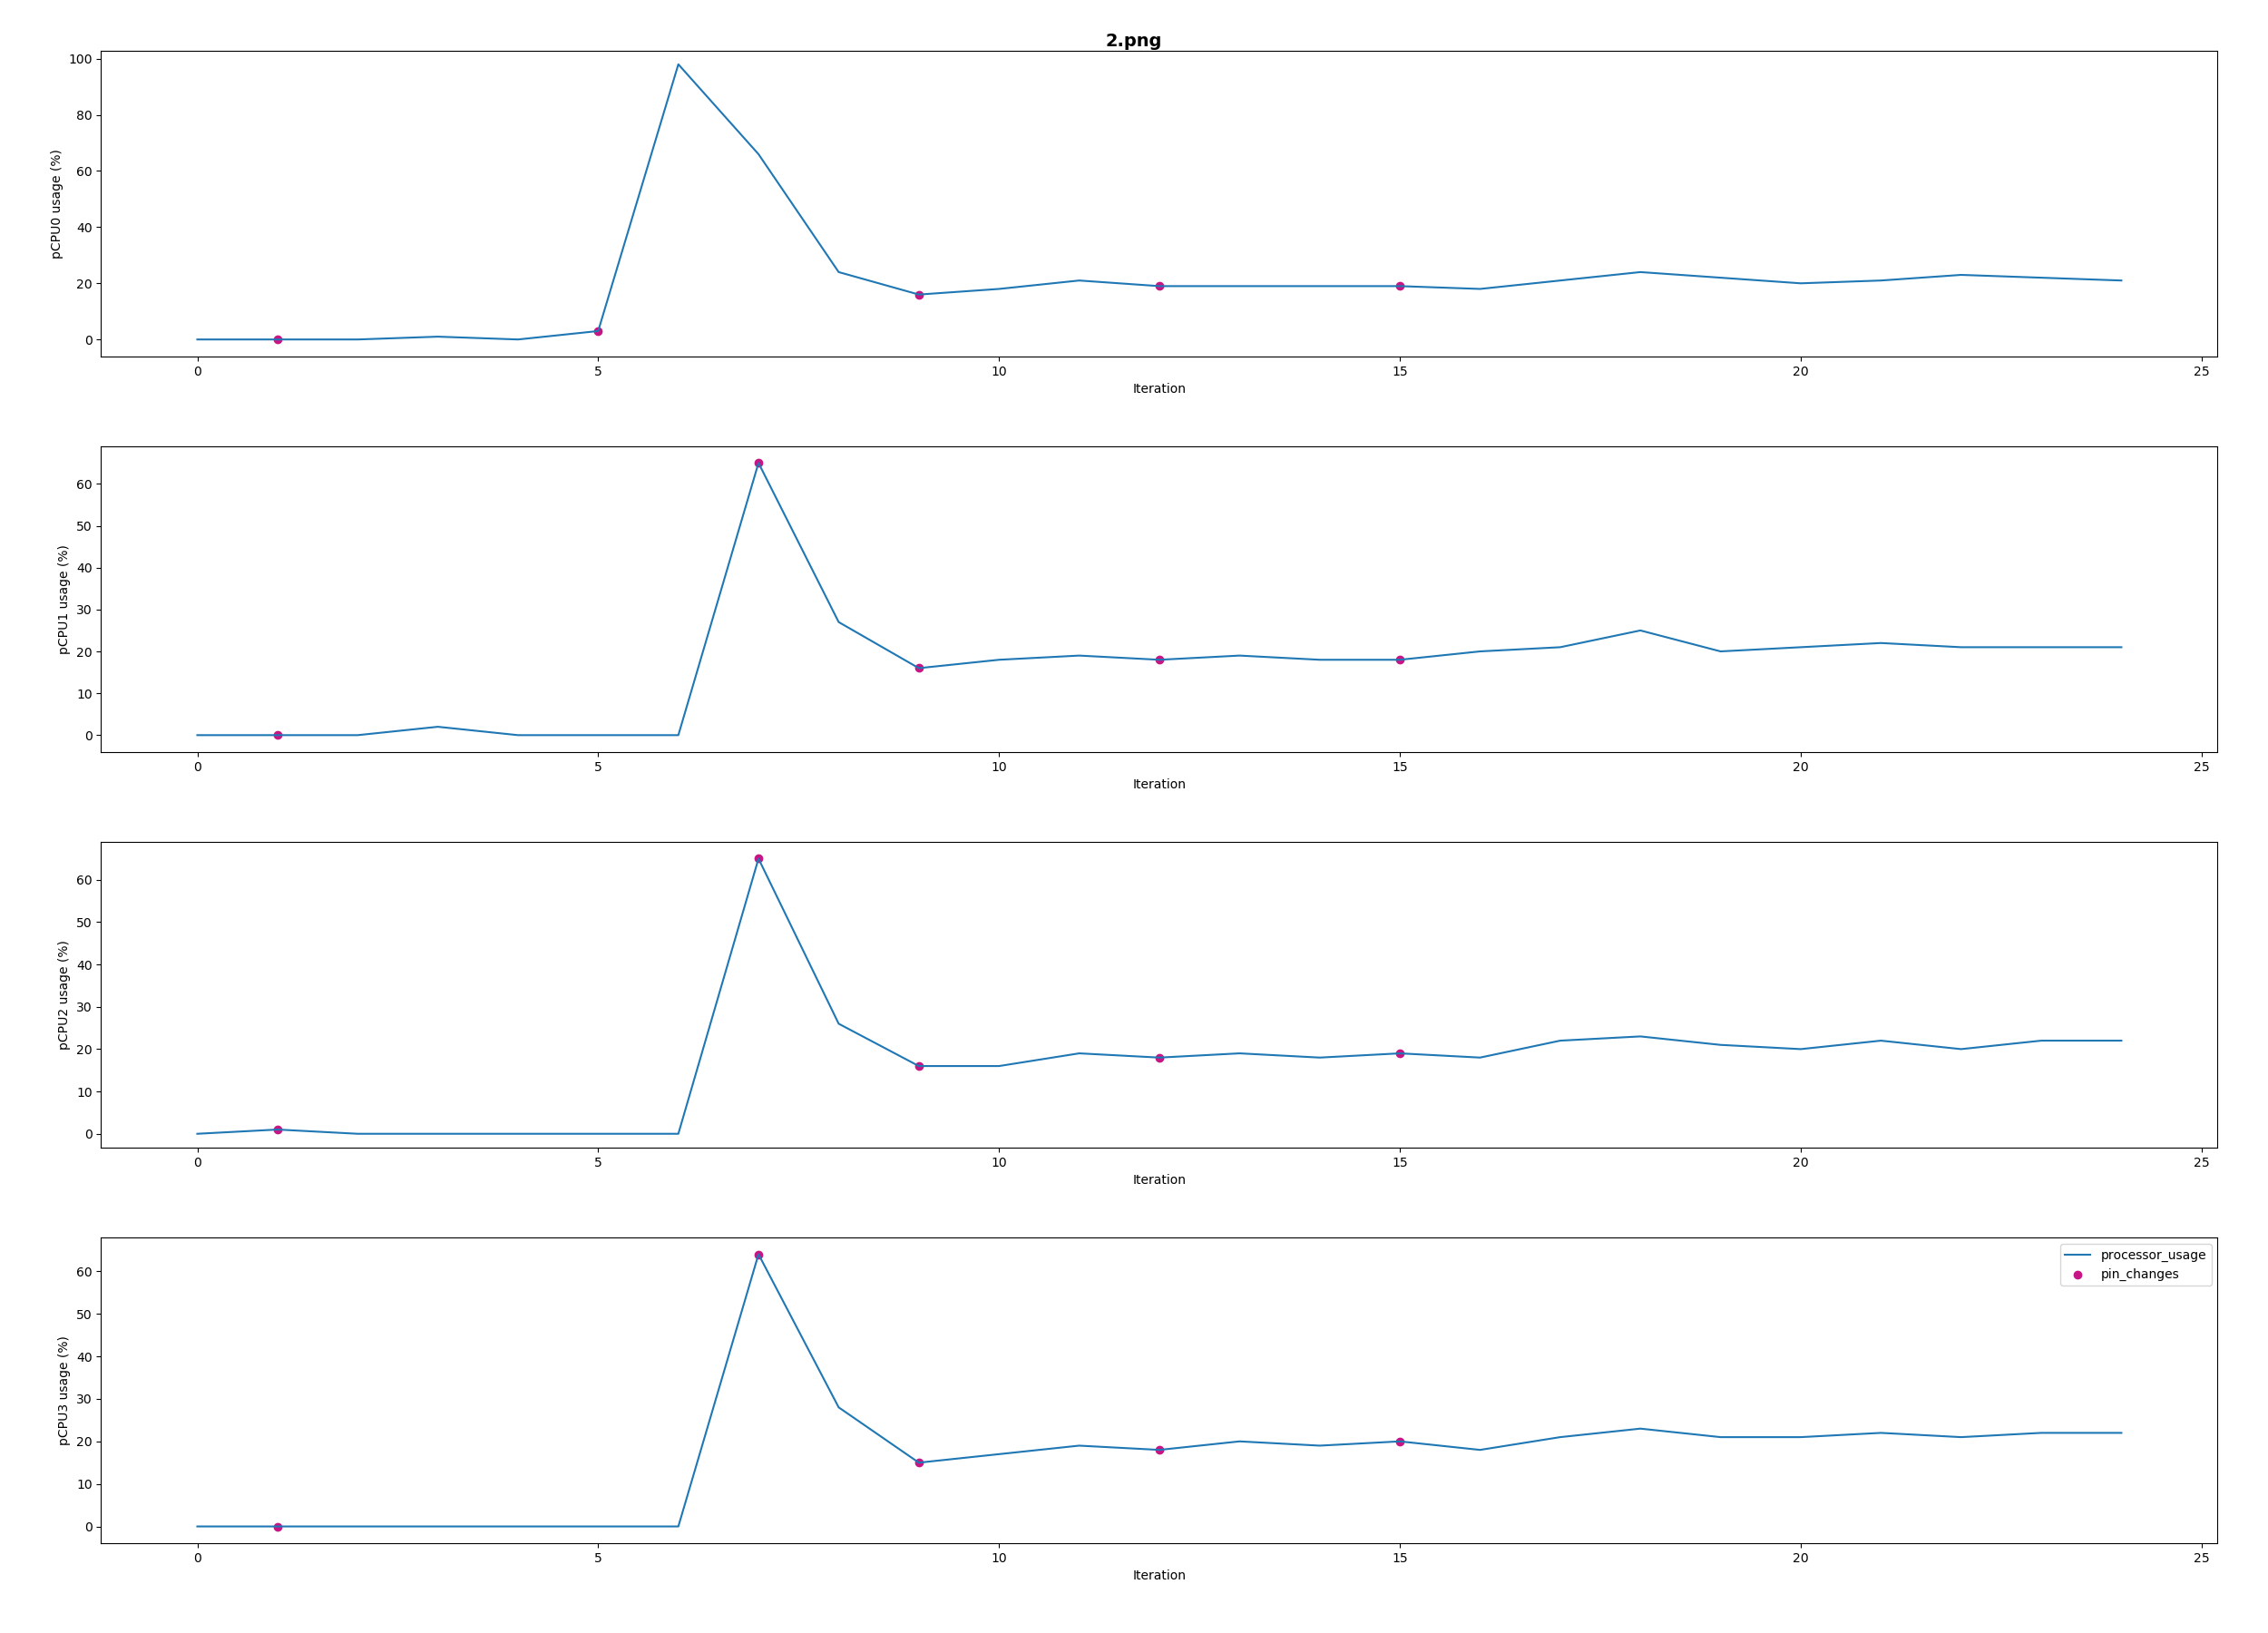 2.png
100
80
60
40
20
0
pCPU0 usage (%)
0 5 10 15 20 25
Iteration
60
50
40
30
20
10
0
pCPU1 usage (%)
0 5 10 15 20 25
Iteration
60
50
40
30
20
10
0
pCPU2 usage (%)
0 5 10 15 20 25
Iteration
processor_usage
pin_changes
60
50
40
30
20
10
0
pCPU3 usage (%)
0 5 10 15 20 25
Iteration